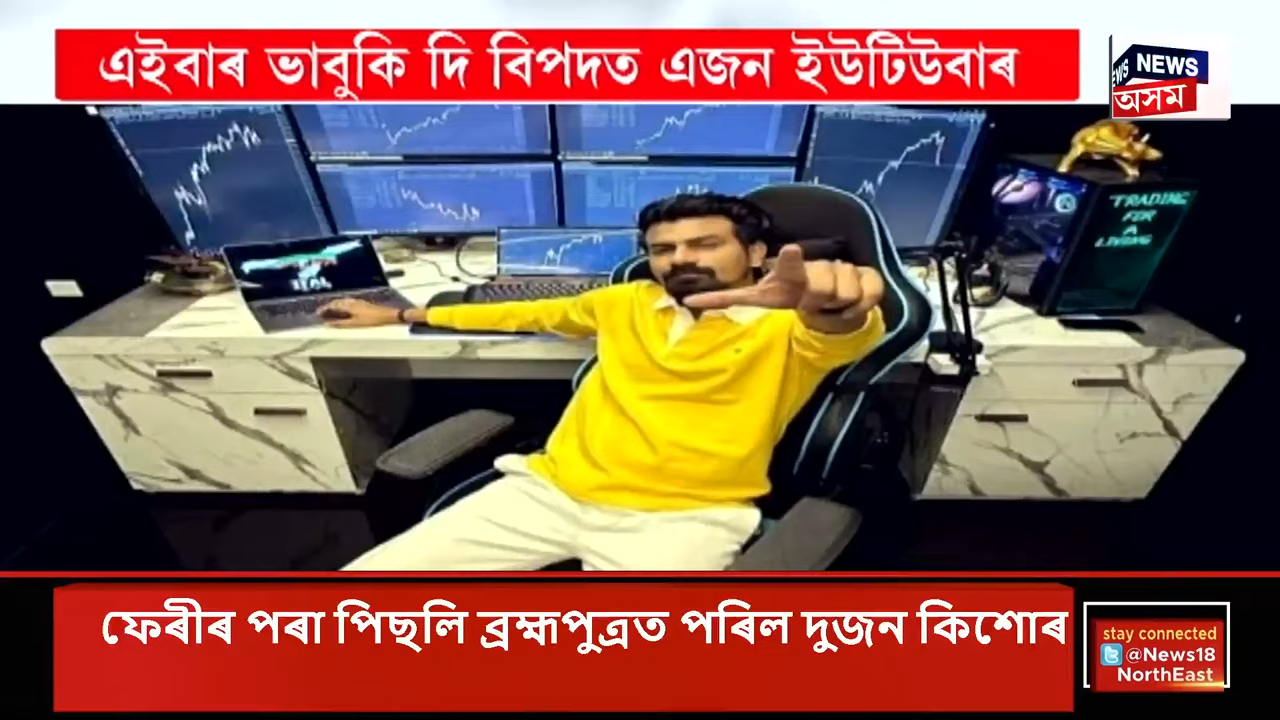 এইবাৰ ভাবুকি দি বিপদত এজন ইউটিউবাৰ
NEWS
অসম
TRADING
FOR
A
LIVING
ফেৰীৰ পৰা পিছলি ব্ৰহ্মপুত্ৰত পৰিল দুজন কিশোৰ
stay connected
@News18
NorthEast